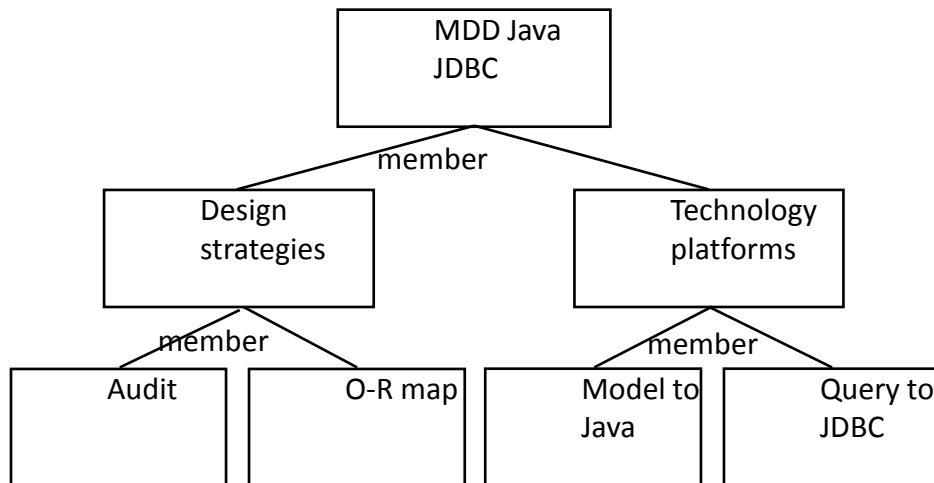 MDD Java
JDBC
member
Design
strategies
Technology
platforms
member
member
Audit
O-R map
Model to
Java
Query to
JDBC